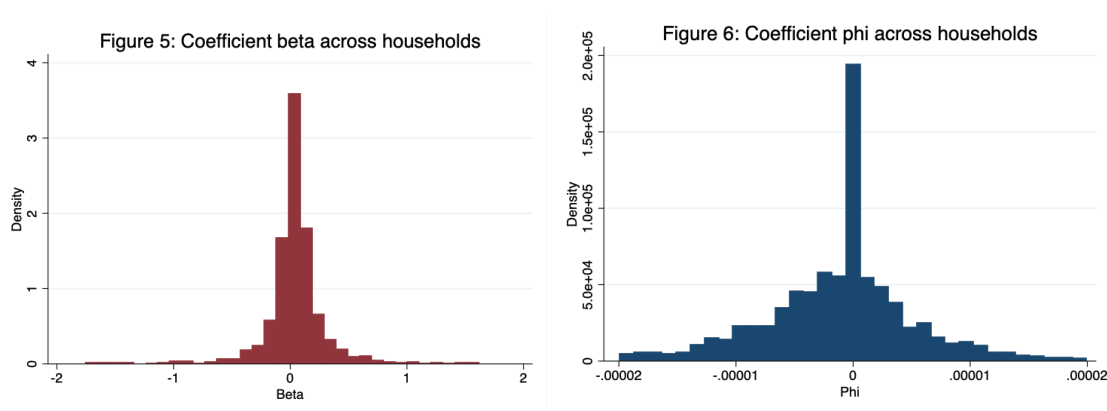 Figure 5: Coefficient beta across households
4
3
2
1
0
Density
-2 -1 0 1 2
Beta
Figure 6: Coefficient phi across households
2.0e+05
1.5e+05
1.0e+05
5.0e+04
0
Density
-.00002 -.00001 0 .00001 .00002
Phi